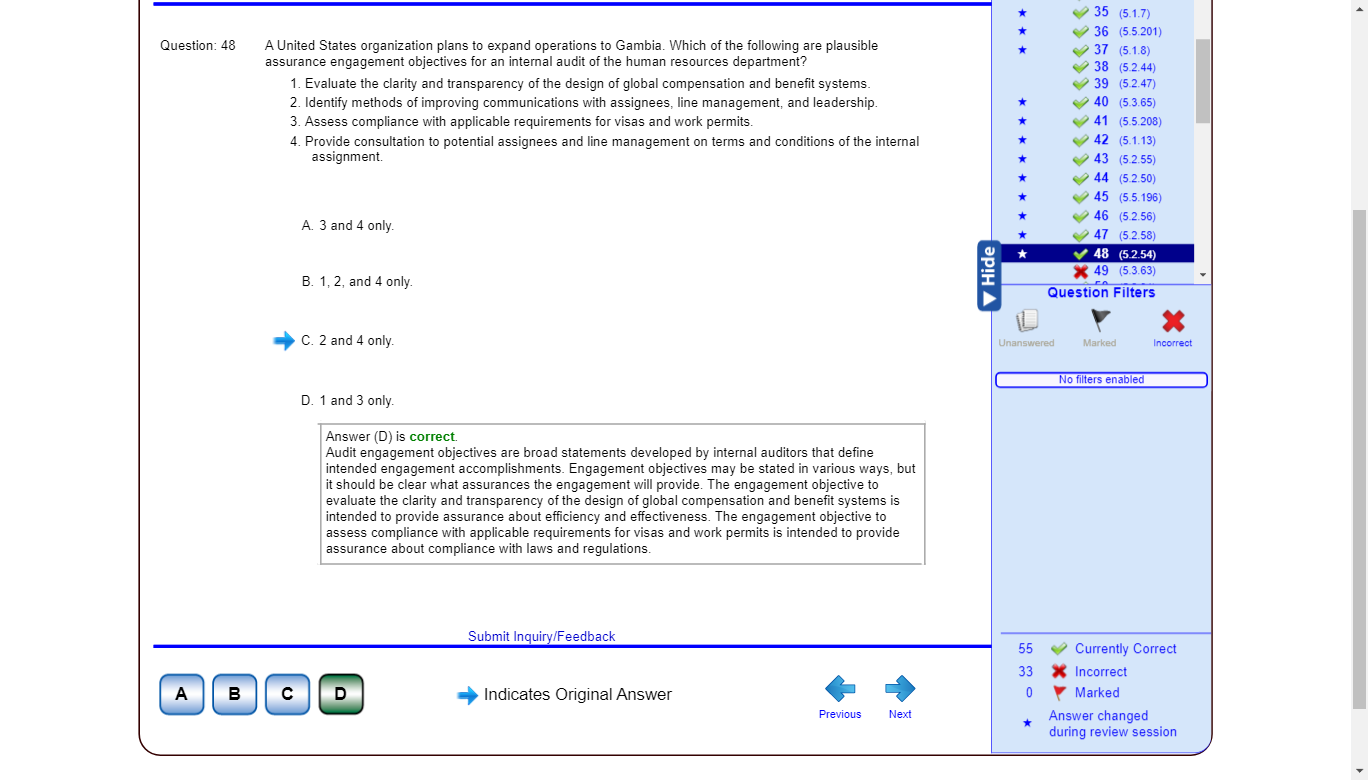 Question: 48
A United States organization plans to expand operations to Gambia. Which of the following are plausible
assurance engagement objectives for an internal audit of the human resources department?
1. Evaluate the clarity and transparency of the design of global compensation and benefit systems.
2. Identify methods of improving communications with assignees, line management, and leadership.
3. Assess compliance with applicable requirements for visas and work permits.
4. Provide consultation to potential assignees and line management on terms and conditions of the internal
assignment.
A. 3 and 4 only.
B. 1, 2, and 4 only.
C. 2 and 4 only.
D. 1 and 3 only.
Answer (D) is correct.
Audit engagement objectives are broad statements developed by internal auditors that define
intended engagement accomplishments. Engagement objectives may be stated in various ways, but
it should be clear what assurances the engagement will provide. The engagement objective to
evaluate the clarity and transparency of the design of global compensation and benefit systems is
intended to provide assurance about efficiency and effectiveness. The engagement objective to
assess compliance with applicable requirements for visas and work permits is intended to provide
assurance about compliance with laws and regulations.
Submit Inquiry/Feedback
A B C D
Indicates Original Answer
Previous
Next
35 (5.1.7)
36 (5.5.201)
37 (5.1.8)
38 (5.2.44)
39 (5.2.47)
40 (3.65)
41 (5.5.208)
42 (5.1.13)
43 (5.2.55)
44 (5.2.50)
45 (5.5.196)
46 (5.2.56)
47 (5.2.58)
48 (5.2.54)
49 (5.3.63)
Hide
Question Filters
Unanswered
Marked
Incorrect
No filters enabled
55 Currently Correct
33 Incorrect
0 Marked
Answer changed
during review session